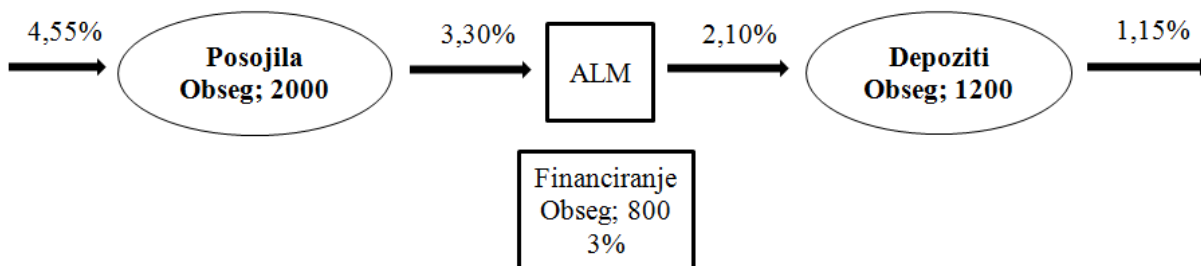 4,55%
Posojila
Obseg; 2000
3,30%
ALM
2,10%
Depoziti
Obseg; 1200
1,15%
Financiranje
Obseg; 800
3%